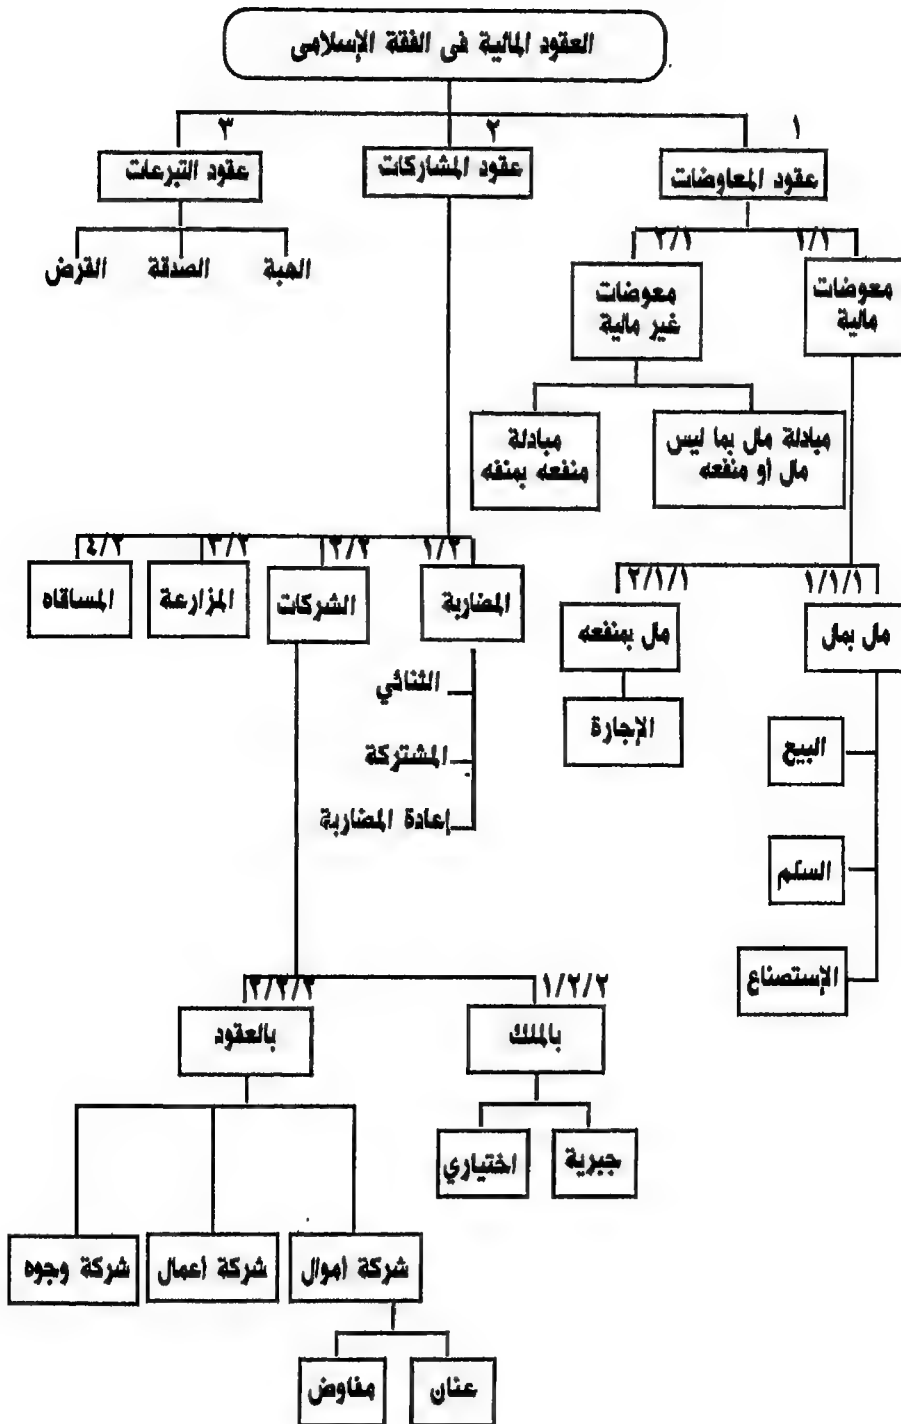 العقود المالية فى الفقة الإسلامى
١
٢
٣
عقود المعاوضات
عقود المشاركات
عقود التبرعات
١/١
٢/١
معوضات
مالية
معوضات
غير مالية
الهبة
الصدقة
القرض
مبادلة مال بما ليس
مال أو منفعه
مبادلة
منفعه بمنفه
١/١/١
٢/١/١
مال بمال
مال بمنفعه
الإجارة
البيع
السلم
الإستصناع
١/٢
٢/٢
٣/٢
٤/٢
المضاربة
الشركات
المزارعة
المساقاه
الثنائي
المشتركة
إعادة المضاربة
١/٢/٢
٢/٢/٢
بالملك
بالعقود
جبرية
اختياري
شركة أموال
شركة أعمال
شركة وجوه
عنان
مفاوض